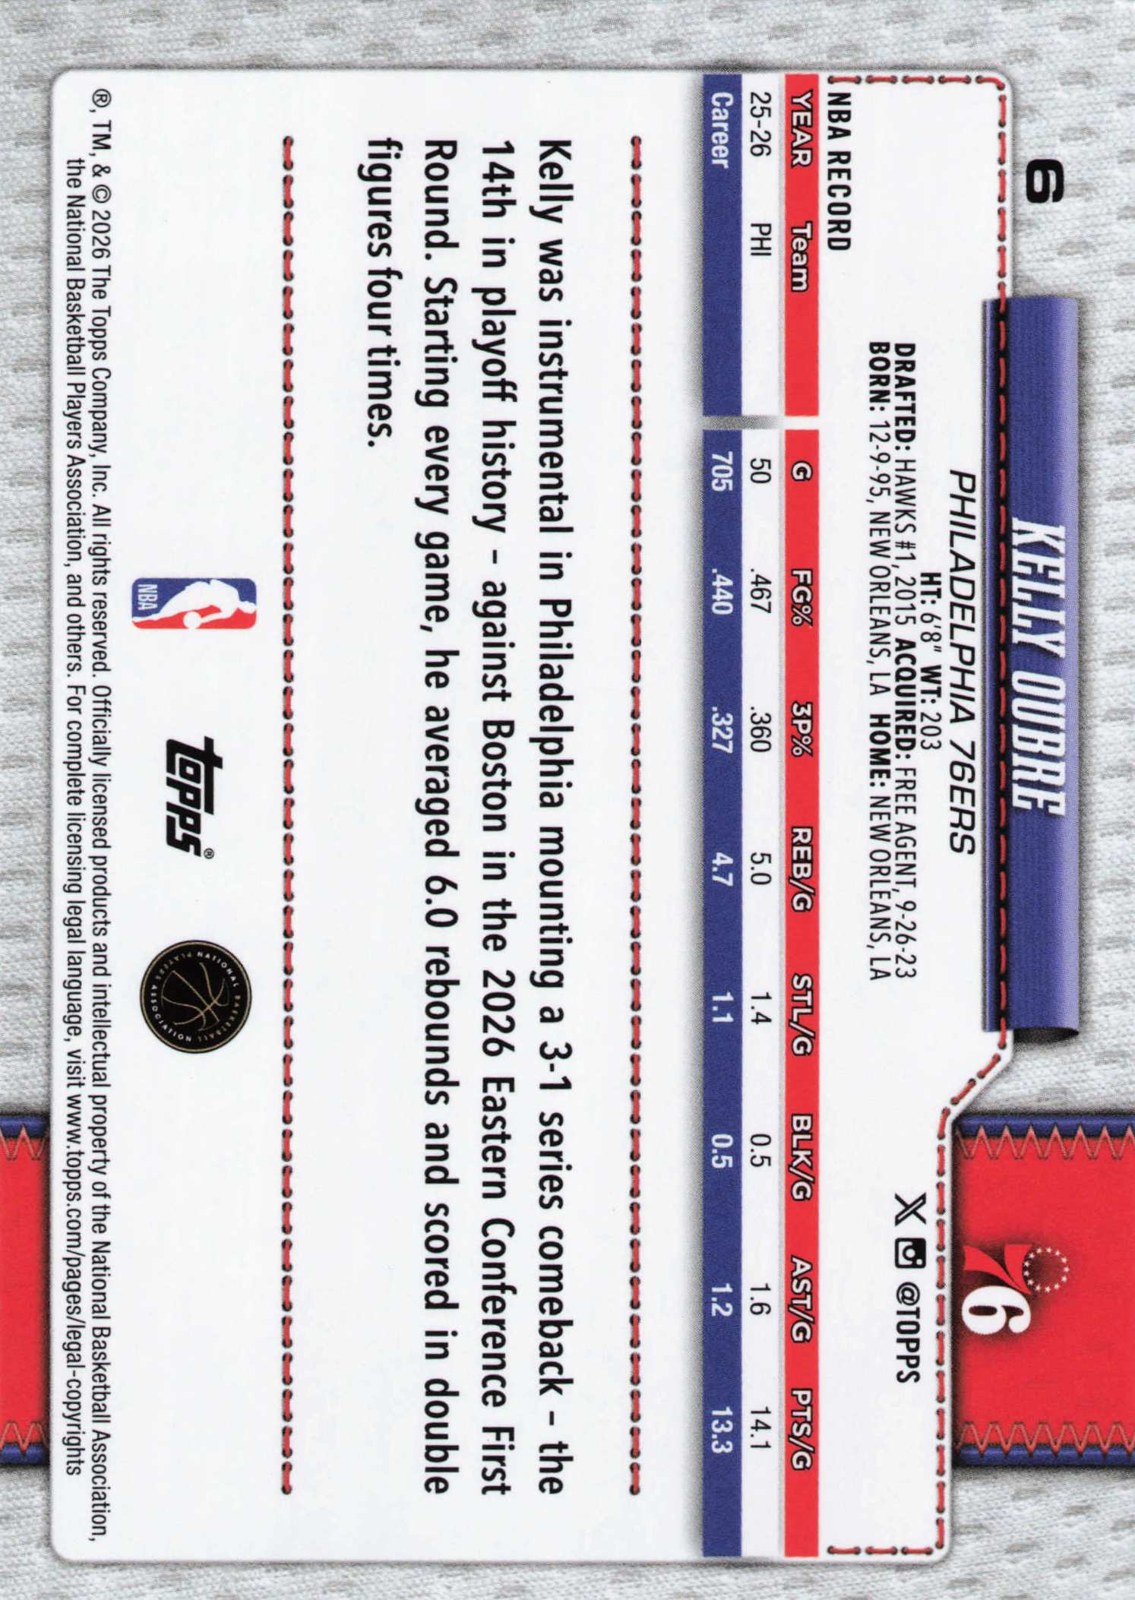 6
KELLY OUBRE
PHILADELPHIA 76ERS
HT: 6'8" WT: 203
DRAFTED: HAWKS #1, 2015 ACQUIRED: FREE AGENT, 9-26-23
BORN: 12-9-95, NEW ORLEANS, LA HOME: NEW ORLEANS, LA
76
@TOPPS
NBA RECORD
YEAR Team G FG% 3P% REB/G STL/G BLK/G AST/G PTS/G
25-26 PHI 50 .467 .360 5.0 1.4 0.5 1.6 14.1
Career 705 .440 .327 4.7 1.1 0.5 1.2 13.3
Kelly was instrumental in Philadelphia mounting a 3-1 series comeback – the
14th in playoff history – against Boston in the 2026 Eastern Conference First
Round. Starting every game, he averaged 6.0 rebounds and scored in double
figures four times.
NBA
topps®
NATIONAL BASKETBALL PLAYERS ASSOCIATION
®, TM, & © 2026 The Topps Company, Inc. All rights reserved. Officially licensed products and intellectual property of the National Basketball Association,
the National Basketball Players Association, and others. For complete licensing legal language, visit www.topps.com/pages/legal-copyrights